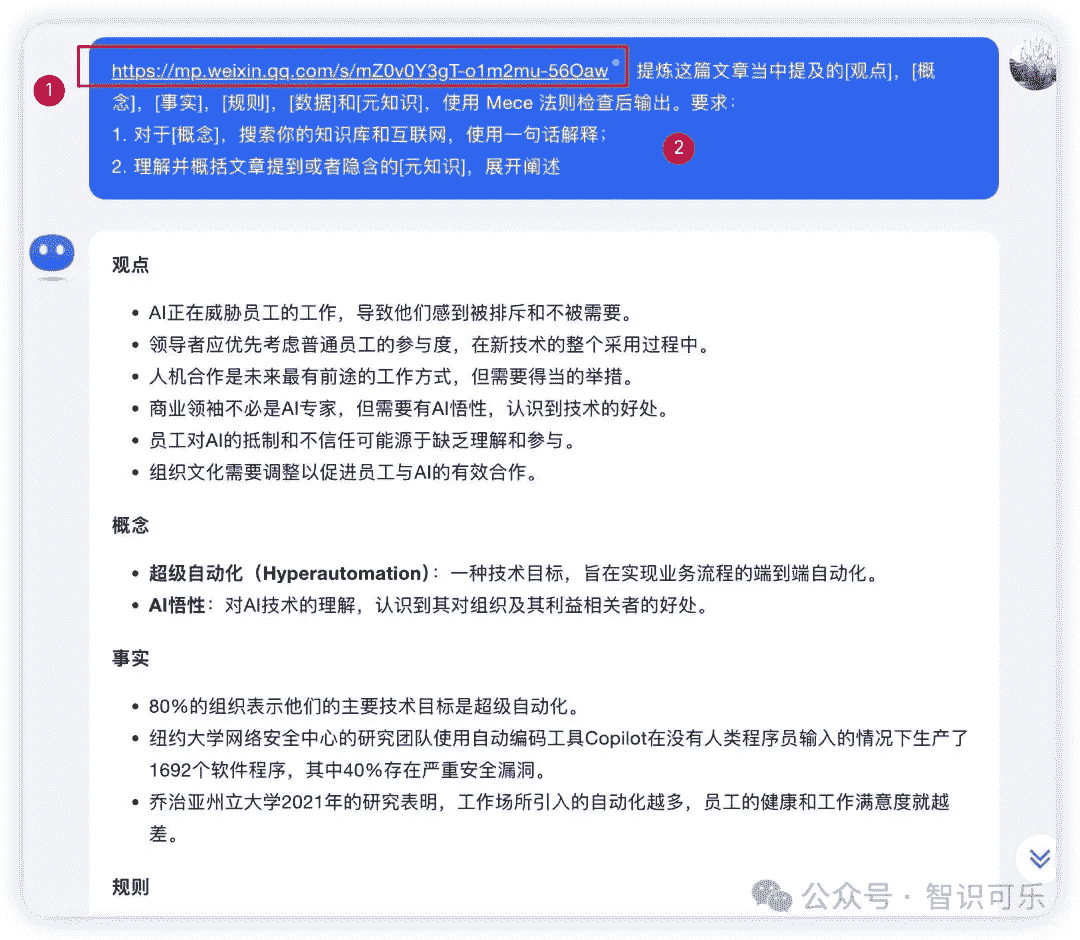 https://mp.weixin.qq.com/s/mZ0v0Y3gT-o1m2mu-56Oaw 提炼这篇文章当中提及的[观点]，[概
念]，[事实]，[规则]，[数据]和[元知识]，使用 Mece 法则检查后输出。要求：
1
1. 对于[概念]，搜索你的知识库和互联网，使用一句话解释；
2
2. 理解并概括文章提到或者隐含的[元知识]，展开阐述
观点
• AI正在威胁员工的工作，导致他们感到被排斥和不被需要。
• 领导者应优先考虑普通员工的参与度，在新技术的整个采用过程中。
• 人机合作是未来最有前途的工作方式，但需要得当的举措。
• 商业领袖不必是AI专家，但需要有AI悟性，认识到技术的好处。
• 员工对AI的抵制和不信任可能源于缺乏理解和参与。
• 组织文化需要调整以促进员工与AI的有效合作。
概念
• 超级自动化（Hyperautomation）：一种技术目标，旨在实现业务流程的端到端自动化。
• AI悟性：对AI技术的理解，认识到其对组织及其利益相关者的好处。
事实
• 80%的组织表示他们的主要技术目标是超级自动化。
• 纽约大学网络安全中心的研究团队使用自动编码工具Copilot在没有人类程序员输入的情况下生产了
1692个软件程序，其中40%存在严重安全漏洞。
• 乔治亚州立大学2021年的研究表明，工作场所引入的自动化越多，员工的健康和工作满意度就越
差。
规则
公众号 · 智识可乐